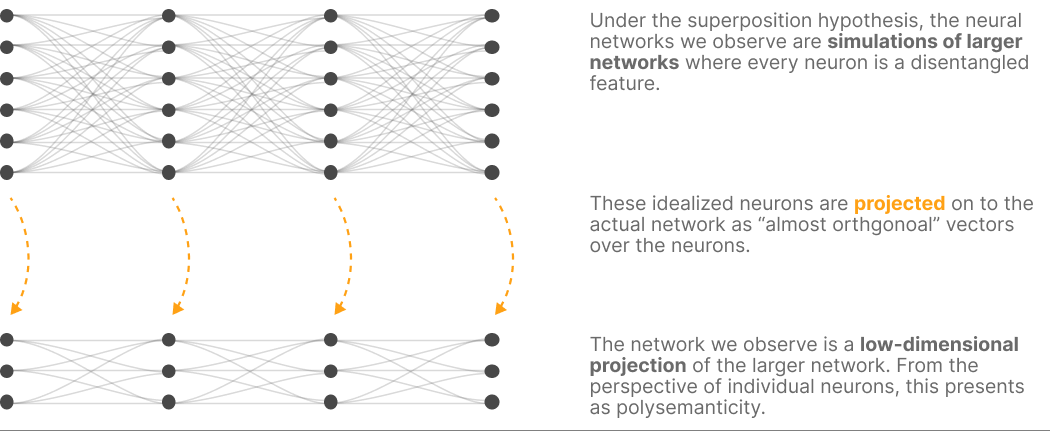 Under the superposition hypothesis, the neural
networks we observe are simulations of larger
networks where every neuron is a disentangled
feature.
These idealized neurons are projected on to the
actual network as “almost orthgonoal” vectors
over the neurons.
The network we observe is a low-dimensional
projection of the larger network. From the
perspective of individual neurons, this presents
as polysemanticity.